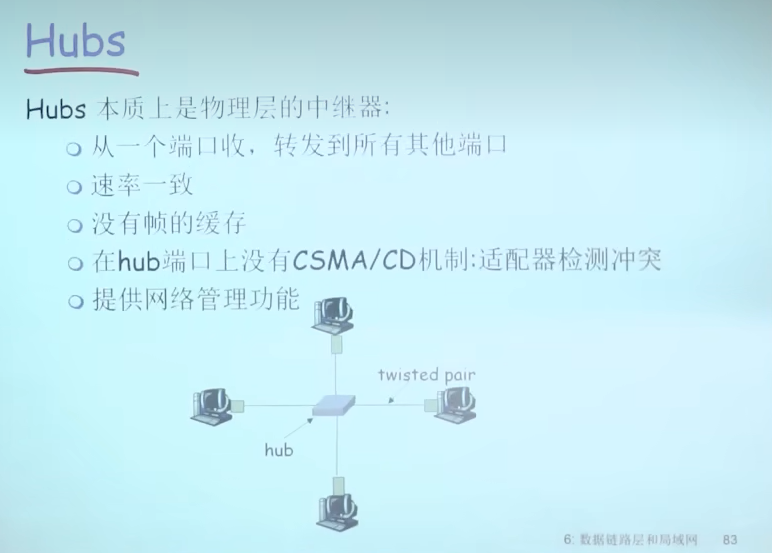 Hubs
Hubs 本质上是物理层的中继器:
从一个端口收，转发到所有其他端口
速率一致
没有帧的缓存
在hub端口上没有CSMA/CD机制:适配器检测冲突
提供网络管理功能
twisted pair
hub
6: 数据链路层和局域网 83